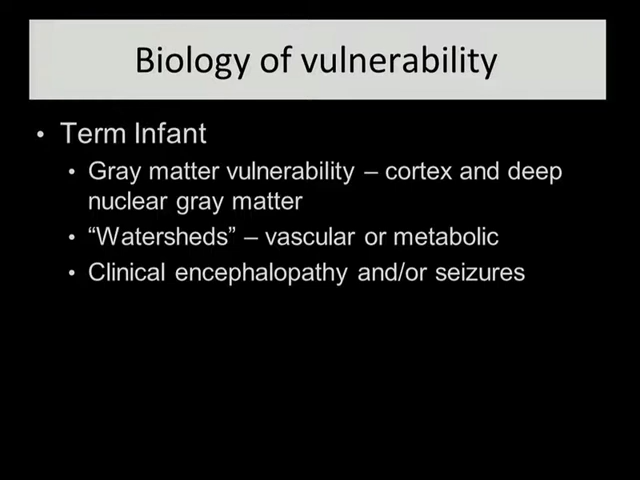 Biology of vulnerability
• Term Infant
• Gray matter vulnerability – cortex and deep
nuclear gray matter
• “Watersheds” – vascular or metabolic
• Clinical encephalopathy and/or seizures